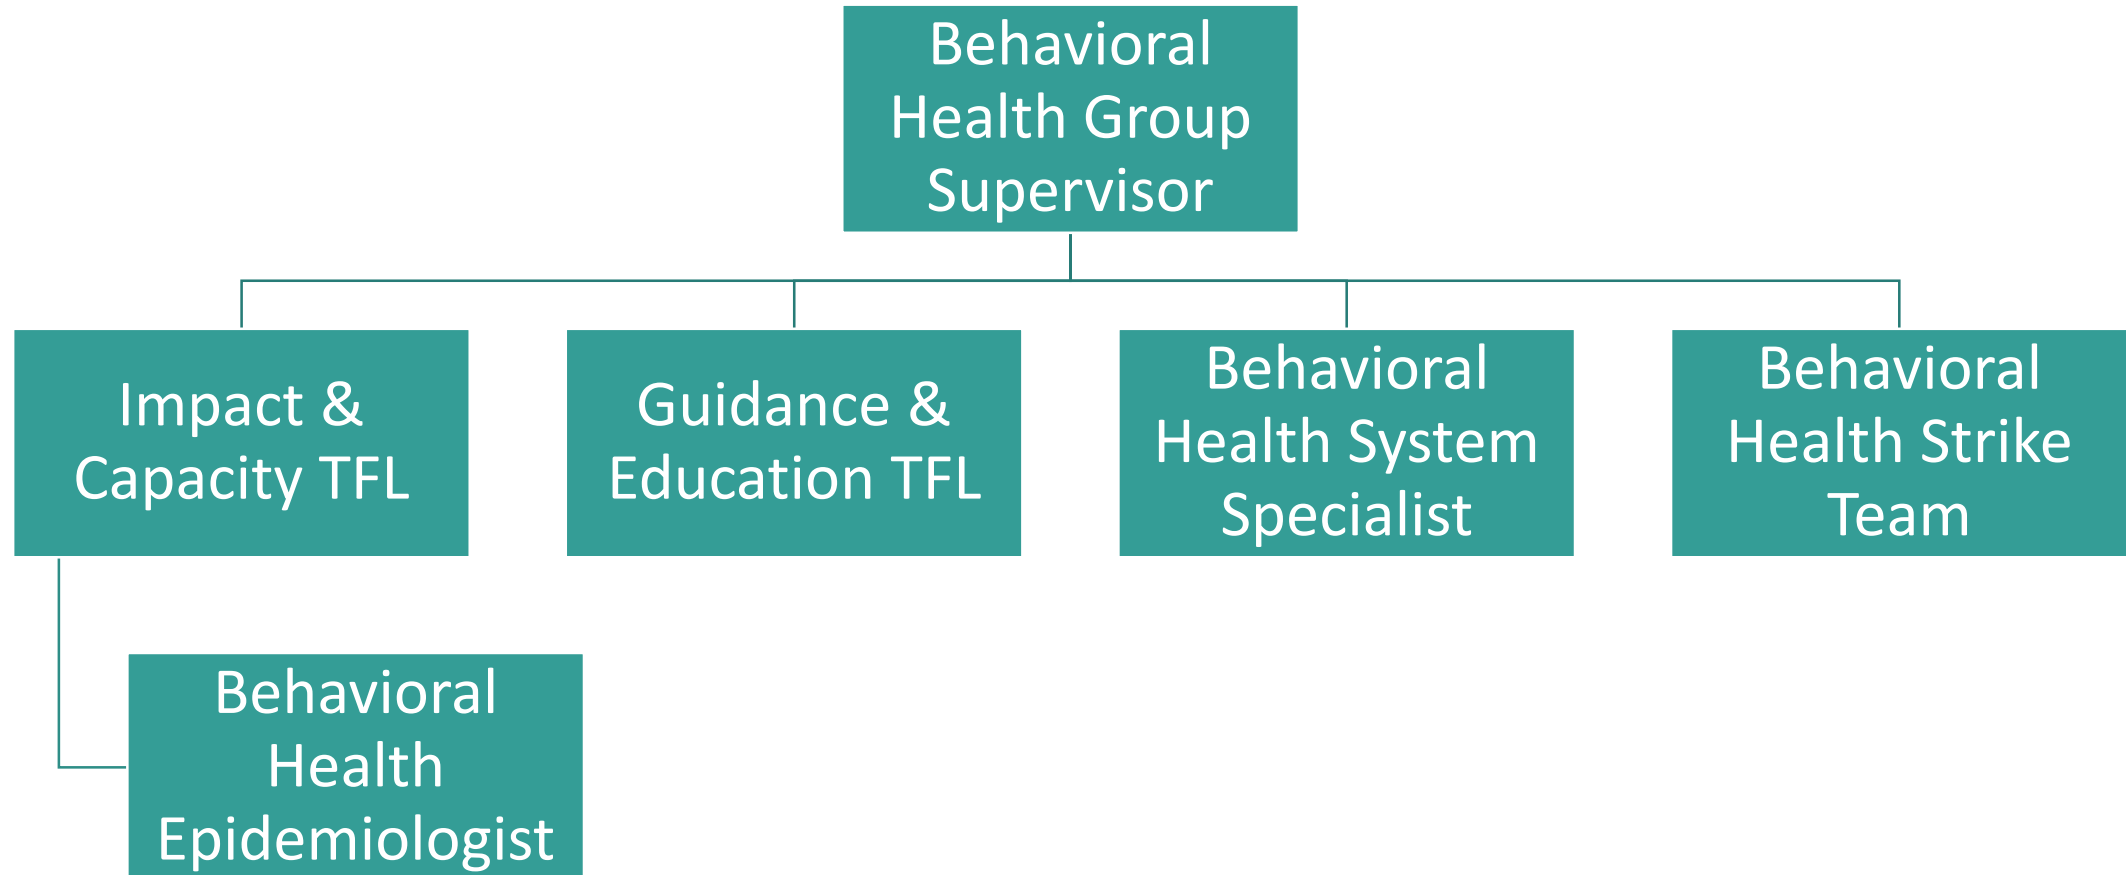 Behavioral
Health Group
Supervisor
Impact &
Capacity TFL
Guidance &
Education TFL
Behavioral
Health System
Specialist
Behavioral
Health Strike
Team
Behavioral
Health
Epidemiologist